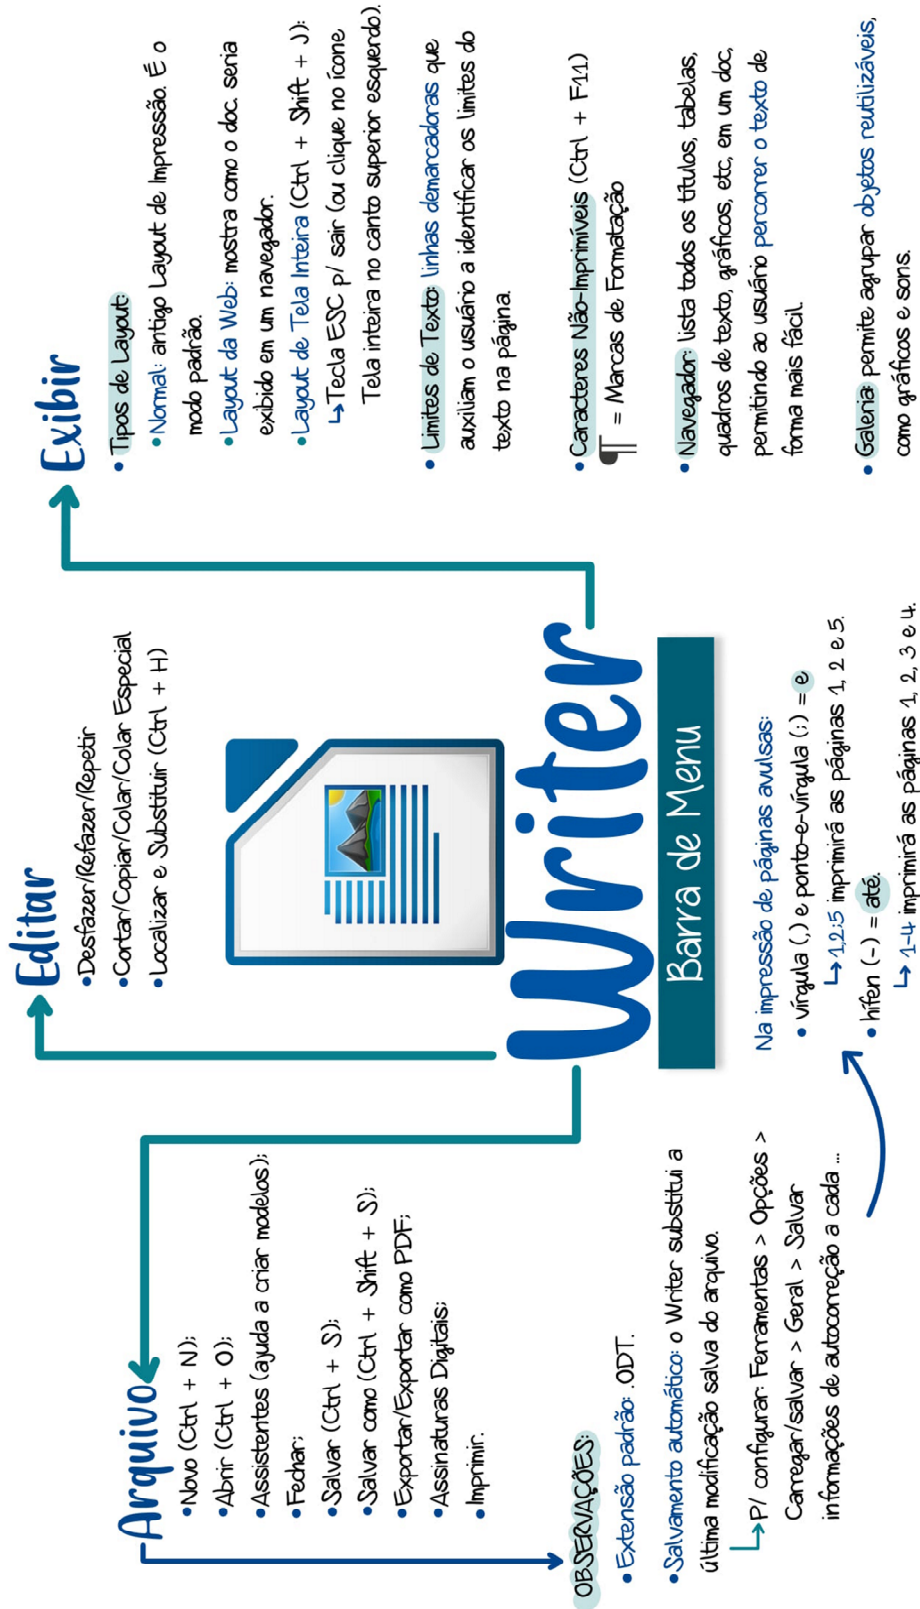 Writer
Barra de Menu
Arquivo
•Novo (Ctrl + N);
•Abrir (Ctrl + O);
•Assistentes (ajuda a criar modelos);
•Fechar;
•Salvar (Ctrl + S);
•Salvar como (Ctrl + Shift + S);
•Exportar/Exportar como PDF;
•Assinaturas Digitais;
•Imprimir.
OBSERVAÇÕES:
• Extensão padrão: .ODT.
•Salvamento automático: o Writer substitui a
última modificação salva do arquivo.
↳P/ configurar: Ferramentas > Opções >
Carregar/salvar > Geral > Salvar
informações de autocorreção a cada ...
Na impressão de páginas avulsas:
• vírgula (,) e ponto-e-vírgula (;) = e.
↳ 1,2;5 imprimirá as páginas 1, 2 e 5.
• hífen (-) = até.
↳ 1-4 imprimirá as páginas 1, 2, 3 e 4.
Editar
•Desfazer/Refazer/Repetir
•Cortar/Copiar/Colar/Colar Especial
•Localizar e Substituir (Ctrl + H)
Exibir
• Tipos de Layout:
•Normal: antigo Layout de Impressão. É o
modo padrão.
•Layout da Web: mostra como o doc. seria
exibido em um navegador.
•Layout de Tela Inteira (Ctrl + Shift + J):
↳Tecla ESC p/ sair (ou clique no ícone
Tela inteira no canto superior esquerdo).
• Limites de Texto: linhas demarcadoras que
auxiliam o usuário a identificar os limites do
texto na página.
• Caracteres Não-Imprimíveis (Ctrl + F11)
¶ = Marcas de Formatação
• Navegador: lista todos os títulos, tabelas,
quadros de texto, gráficos, etc, em um doc,
permitindo ao usuário percorrer o texto de
forma mais fácil.
• Galeria: permite agrupar objetos reutilizáveis,
como gráficos e sons.